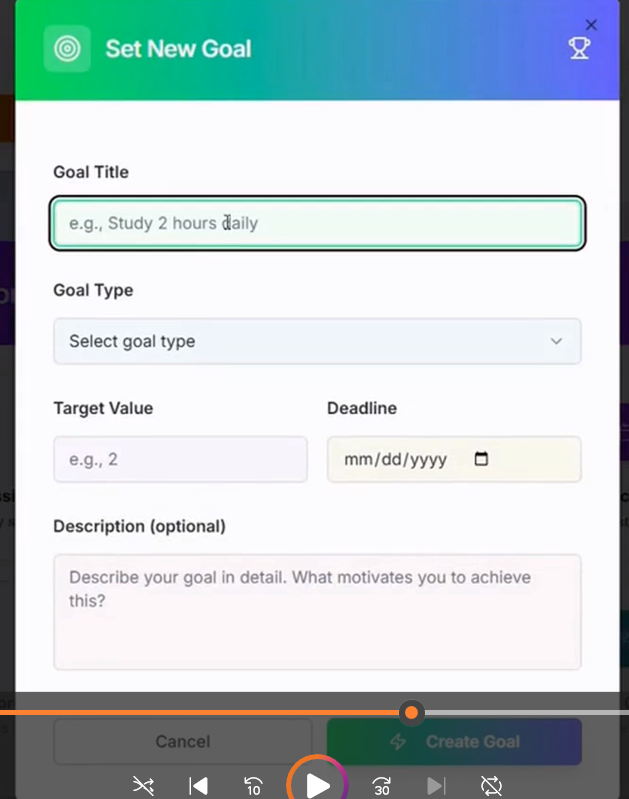 Set New Goal
Goal Title
e.g., Study 2 hours daily
Goal Type
Select goal type
Target Value
Deadline
e.g., 2
mm/dd/yyyy
Description (optional)
Describe your goal in detail. What motivates you to achieve
this?
Cancel
Create Goal
10
30